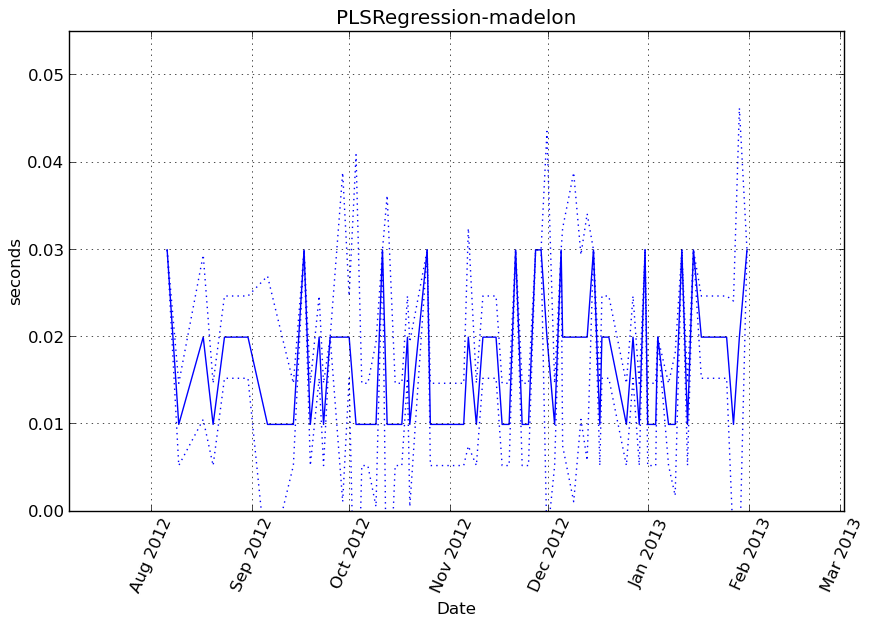 PLSRegression-madelon
0.05
0.04
0.03
0.02
0.01
0.00
seconds
Aug 2012
Sep 2012
Oct 2012
Nov 2012
Dec 2012
Jan 2013
Feb 2013
Mar 2013
Date